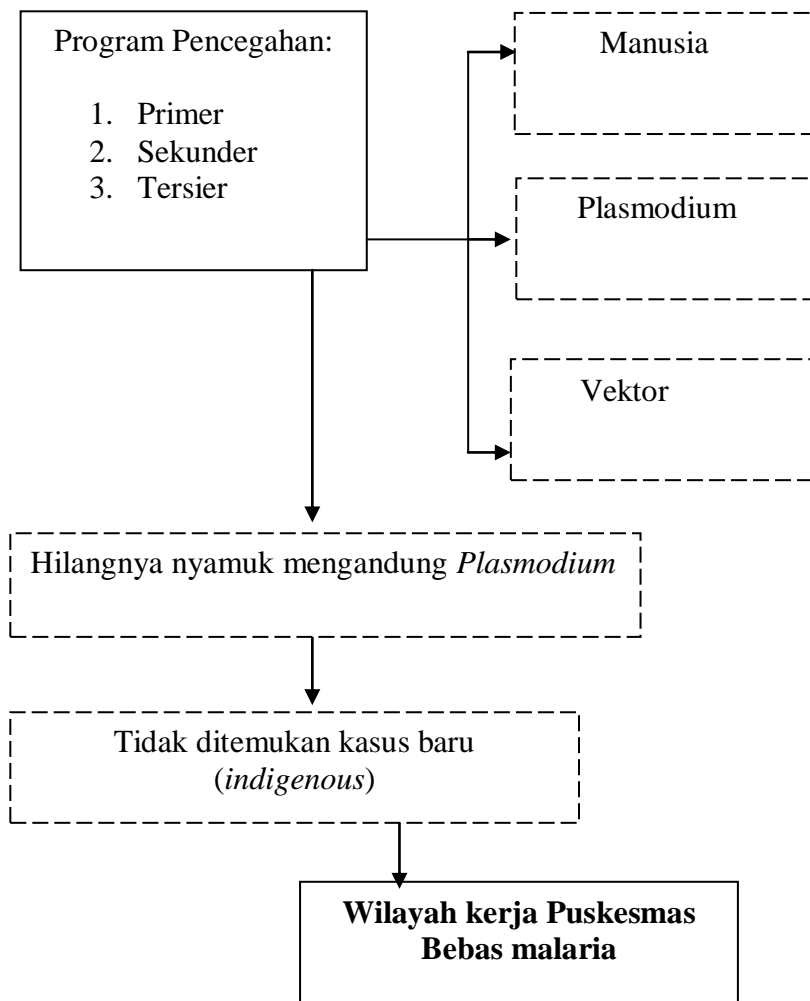 Program Pencegahan:
1. Primer
2. Sekunder
3. Tersier
Manusia
Plasmodium
Vektor
Hilangnya nyamuk mengandung Plasmodium
Tidak ditemukan kasus baru
(indigenous)
Wilayah kerja Puskesmas
Bebas malaria